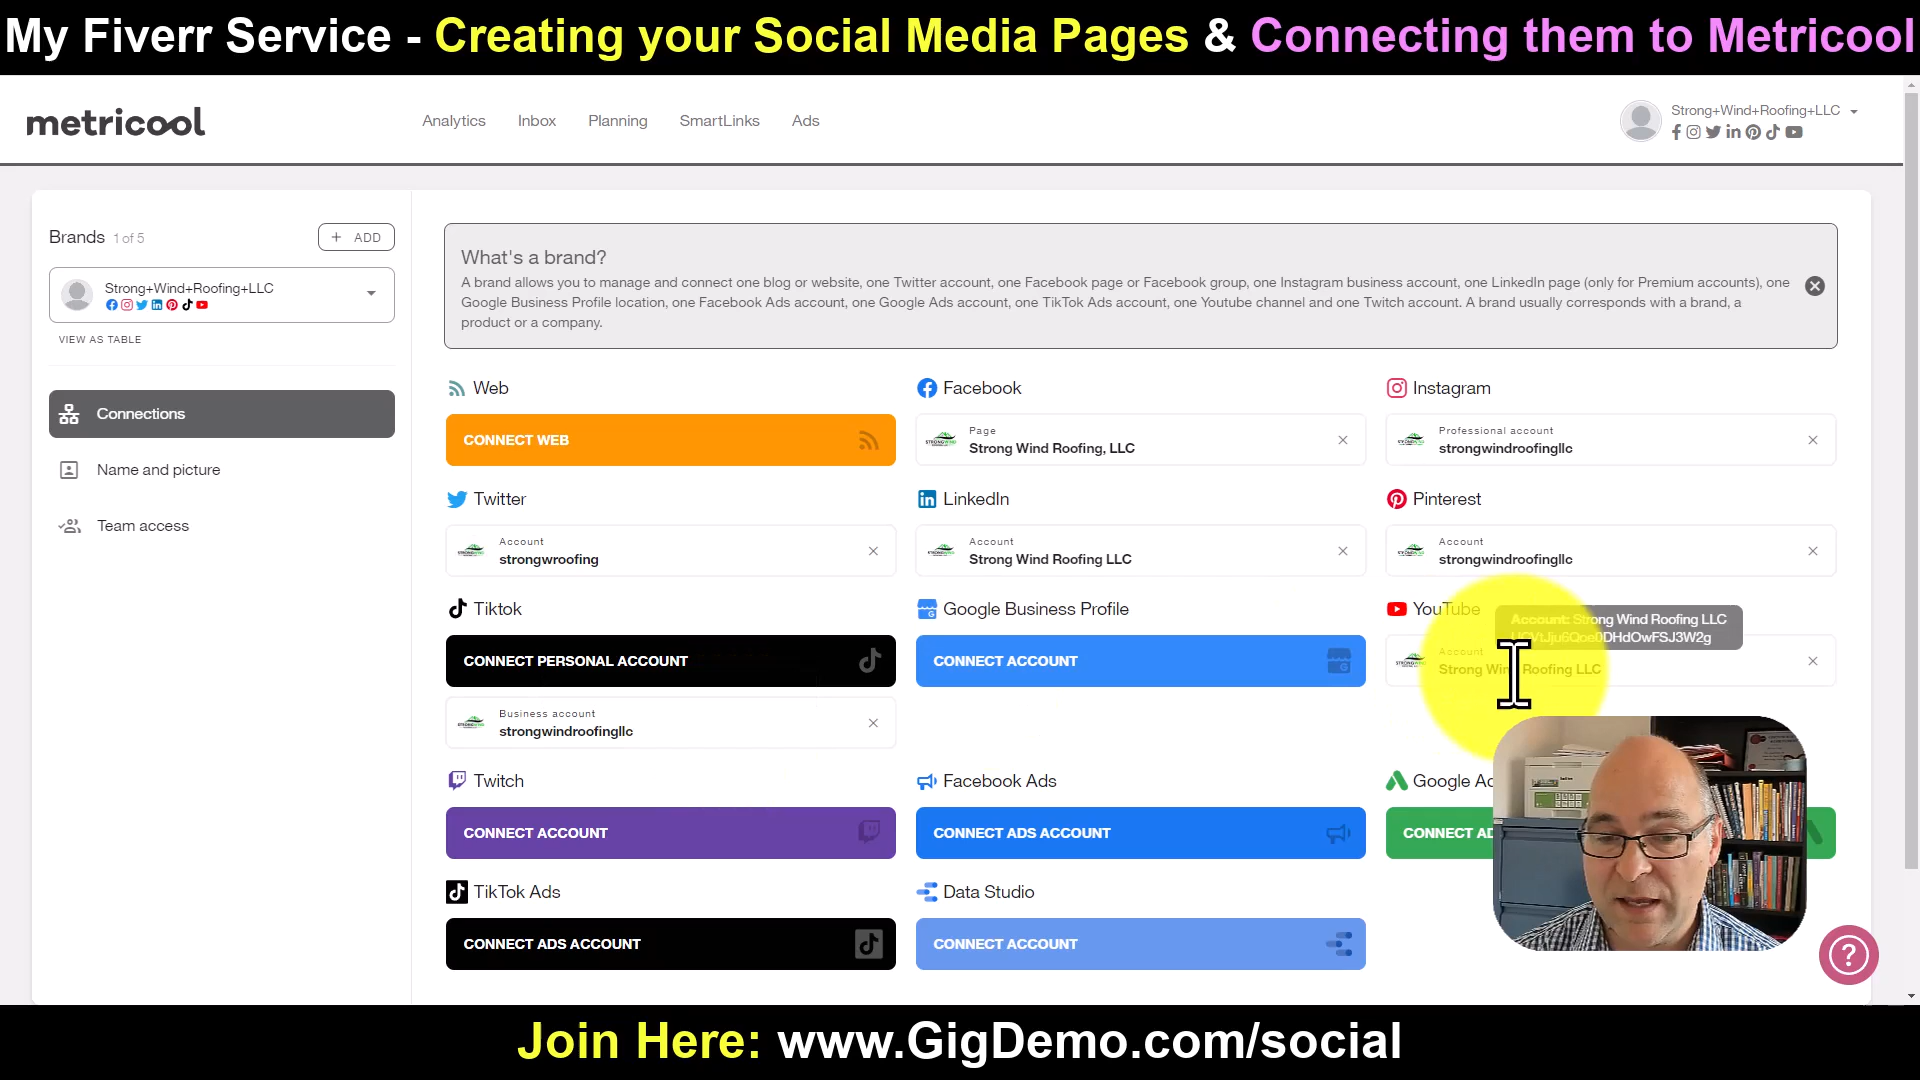 My Fiverr Service - Creating your Social Media Pages & Connecting them to Metricool
metricool
Analytics
Inbox
Planning
SmartLinks
Ads
Strong+Wind+Roofing+LLC
Brands 1 of 5
+ ADD
Strong+Wind+Roofing+LLC
VIEW AS TABLE
Connections
Name and picture
Team access
What's a brand?
A brand allows you to manage and connect one blog or website, one Twitter account, one Facebook page or Facebook group, one Instagram business account, one LinkedIn page (only for Premium accounts), one
Google Business Profile location, one Facebook Ads account, one Google Ads account, one TikTok Ads account, one Youtube channel and one Twitch account. A brand usually corresponds with a brand, a
product or a company.
Web
CONNECT WEB
Facebook
Page
Strong Wind Roofing, LLC
Instagram
Professional account
strongwindroofingllc
Twitter
Account
strongwroofing
LinkedIn
Account
Strong Wind Roofing LLC
Pinterest
Account
strongwindroofingllc
Tiktok
CONNECT PERSONAL ACCOUNT
Business account
strongwindroofingllc
Google Business Profile
CONNECT ACCOUNT
YouTube
Account: Strong Wind Roofing LLC
Account
Strong Wind Roofing LLC
Twitch
CONNECT ACCOUNT
Facebook Ads
CONNECT ADS ACCOUNT
Google Ad
CONNECT AD
TikTok Ads
CONNECT ADS ACCOUNT
Data Studio
CONNECT ACCOUNT
Join Here: www.GigDemo.com/social